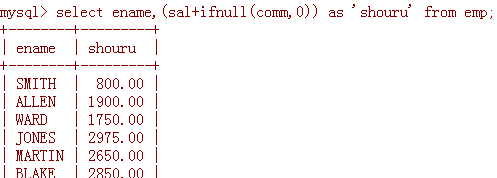 mysql> select ename,(sal+ifnull(comm,0)) as 'shouru' from emp;
+--------+---------+
| ename  | shouru  |
+--------+---------+
| SMITH  |  800.00 |
| ALLEN  | 1900.00 |
| WARD   | 1750.00 |
| JONES  | 2975.00 |
| MARTIN | 2650.00 |
| BLAKE  | 2850.00 |